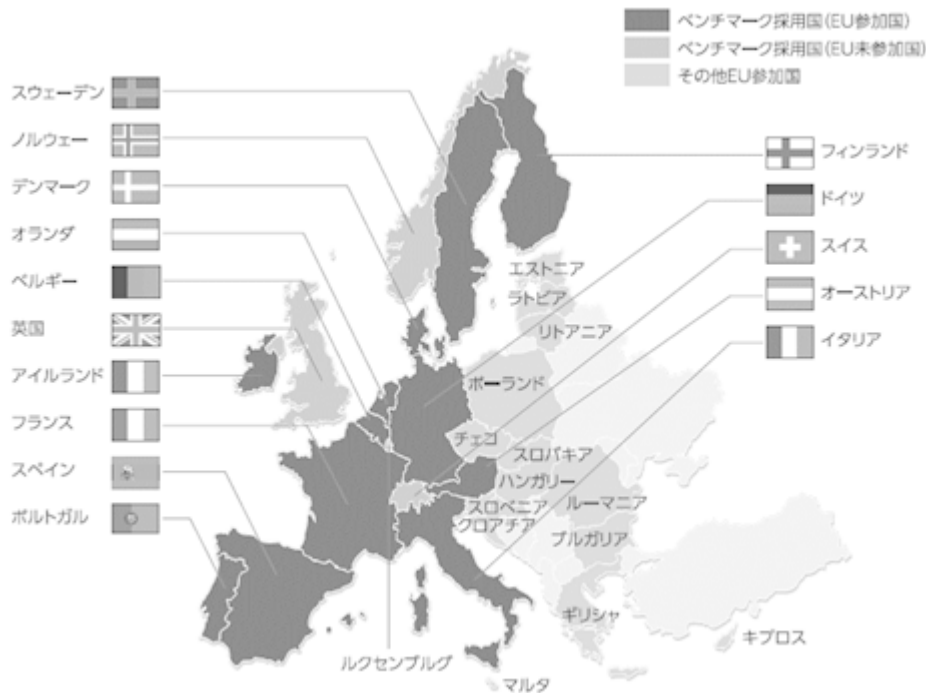 ベンチマーク採用国(EU参加国)
ベンチマーク採用国(EU未参加国)
その他EU参加国
スウェーデン
ノルウェー
デンマーク
オランダ
ベルギー
英国
アイルランド
フランス
スペイン
ポルトガル
フィンランド
ドイツ
スイス
オーストリア
イタリア
エストニア
ラトビア
リトアニア
ポーランド
チェコ
スロバキア
ハンガリー
スロベニア
ルーマニア
クロアチア
ブルガリア
ギリシャ
キプロス
ルクセンブルグ
マルタ